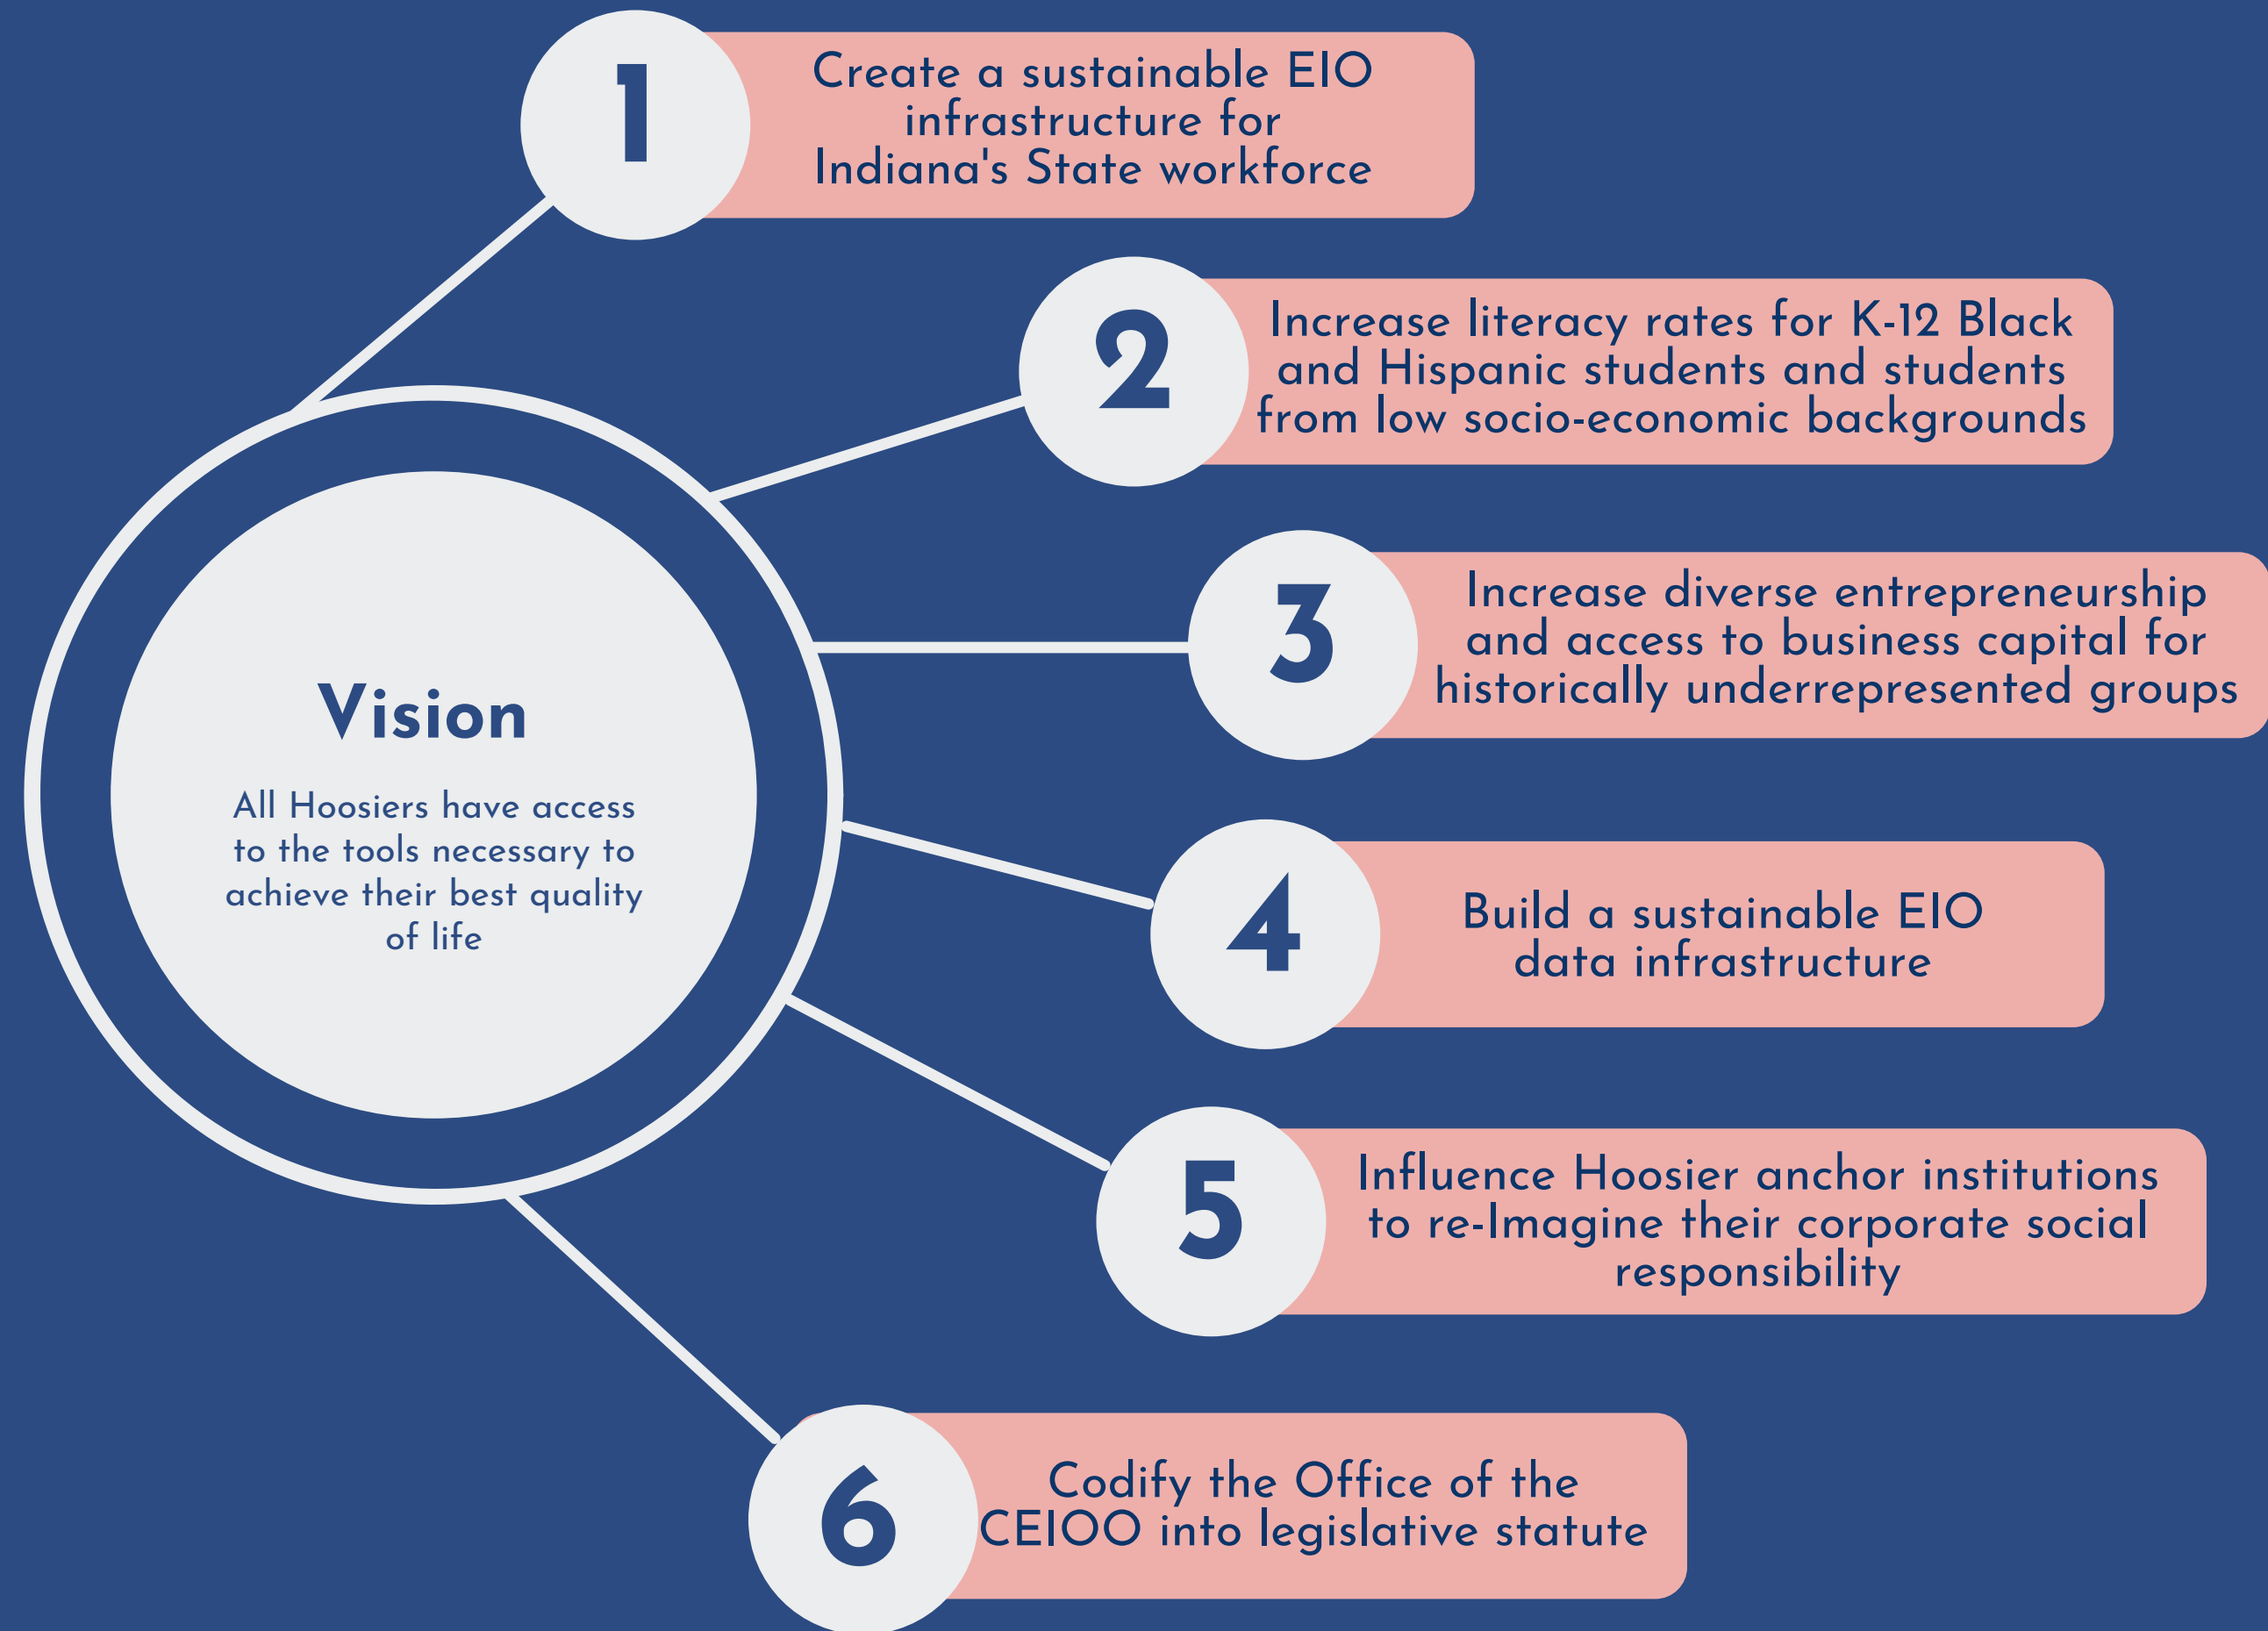 1
Create a sustainable EIO
infrastructure for
Indiana's State workforce
2
Increase literacy rates for K-12 Black
and Hispanic students and students
from low socio-economic backgrounds
3
Increase diverse entrepreneurship
and access to business capital for
historically underrepresented groups
Vision
All Hoosiers have access
to the tools necessary to
achieve their best quality
of life
4
Build a sustainable EIO
data infrastructure
5
Influence Hoosier anchor institutions
to re-Imagine their corporate social
responsibility
6
Codify the Office of the
CEIOO into legislative statute